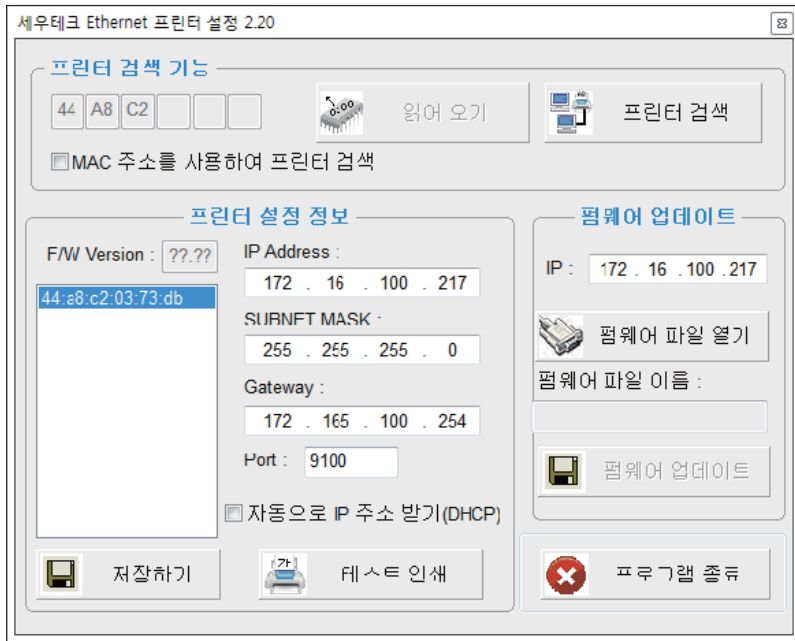 세우테크 Ethernet 프린터 설정 2.20
프린터 검색 기능
44 A8 C2
읽어 오기
프린터 검색
MAC 주소를 사용하여 프린터 검색
프린터 설정 정보
F/W Version : ??.??
44:a8:c2:03:73:db
IP Address :
172 . 16 . 100 . 217
SUBNET MASK :
255 . 255 . 255 . 0
Gateway :
172 . 165 . 100 . 254
Port : 9100
자동으로 IP 주소 받기(DHCP)
저장하기
테스트 인쇄
펌웨어 업데이트
IP : 172 . 16 . 100 . 217
펌웨어 파일 열기
펌웨어 파일 이름 :
펌웨어 업데이트
프로그램 종류